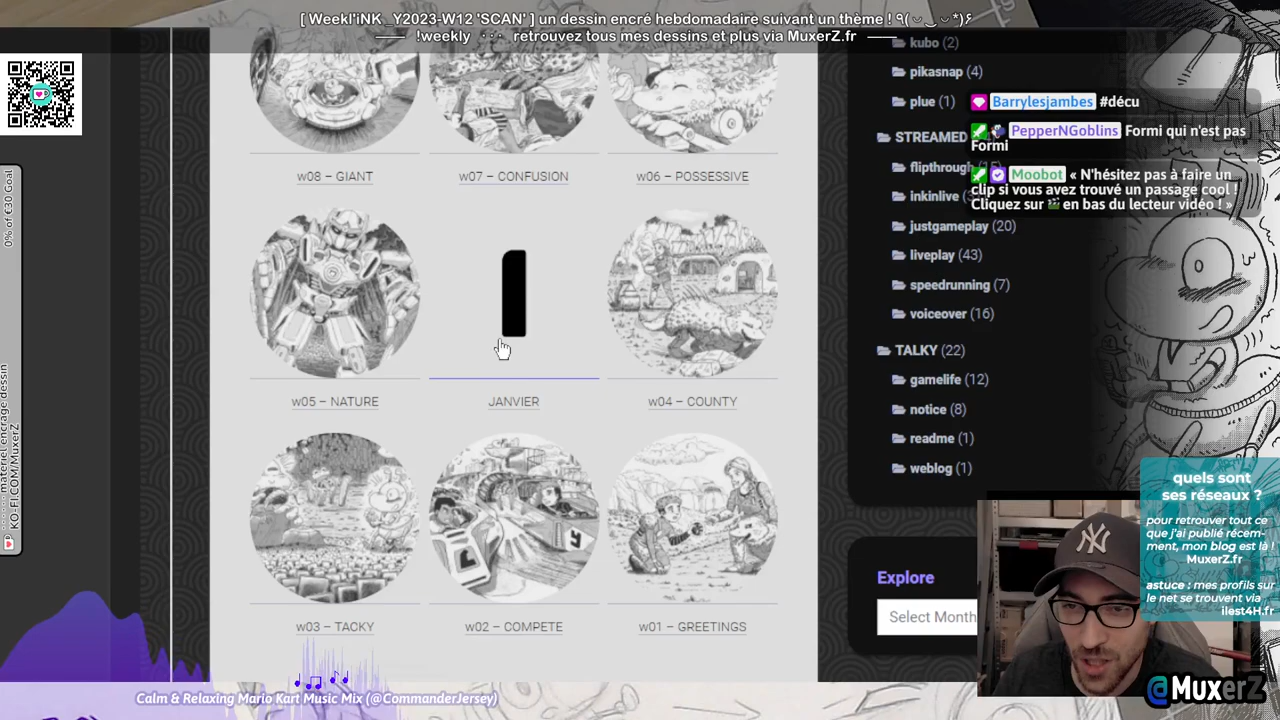 [ Weekl'iNK _Y2023-W12 'SCAN' ] un dessin encré hebdomadaire suivant un thème ! ٩(ᵕ‿ᵕ*)۶
—— !weekly ··· retrouvez tous mes dessins et plus via MuxerZ.fr ——
0% of €30 Goal
matériel encrage dessin
KO-FI.COM/MuxerZ
w08 – GIANT
w07 – CONFUSION
w06 – POSSESSIVE
w05 – NATURE
1
JANVIER
w04 – COUNTY
w03 – TACKY
w02 – COMPETE
w01 – GREETINGS
kubo (2)
pikasnap (4)
plue (1)
STREAMED
flipthrough
inkinlive
justgameplay (20)
liveplay (43)
speedrunning (7)
voiceover (16)
TALKY (22)
gamelife (12)
notice (8)
readme (1)
weblog (1)
Barrylesjambes #décu
PepperNGoblins Formi qui n'est pas
Formi
Moobot « N'hésitez pas à faire un
clip si vous avez trouvé un passage cool !
Cliquez sur 🎬 en bas du lecteur vidéo ! »
Explore
Select Month
quels sont
ses réseaux ?
pour retrouver tout ce
que j'ai publié récem-
ment, mon blog est là !
MuxerZ.fr
astuce : mes profils sur
le net se trouvent via
ilest4H.fr
@MuxerZ
Calm & Relaxing Mario Kart Music Mix (@CommanderJersey)